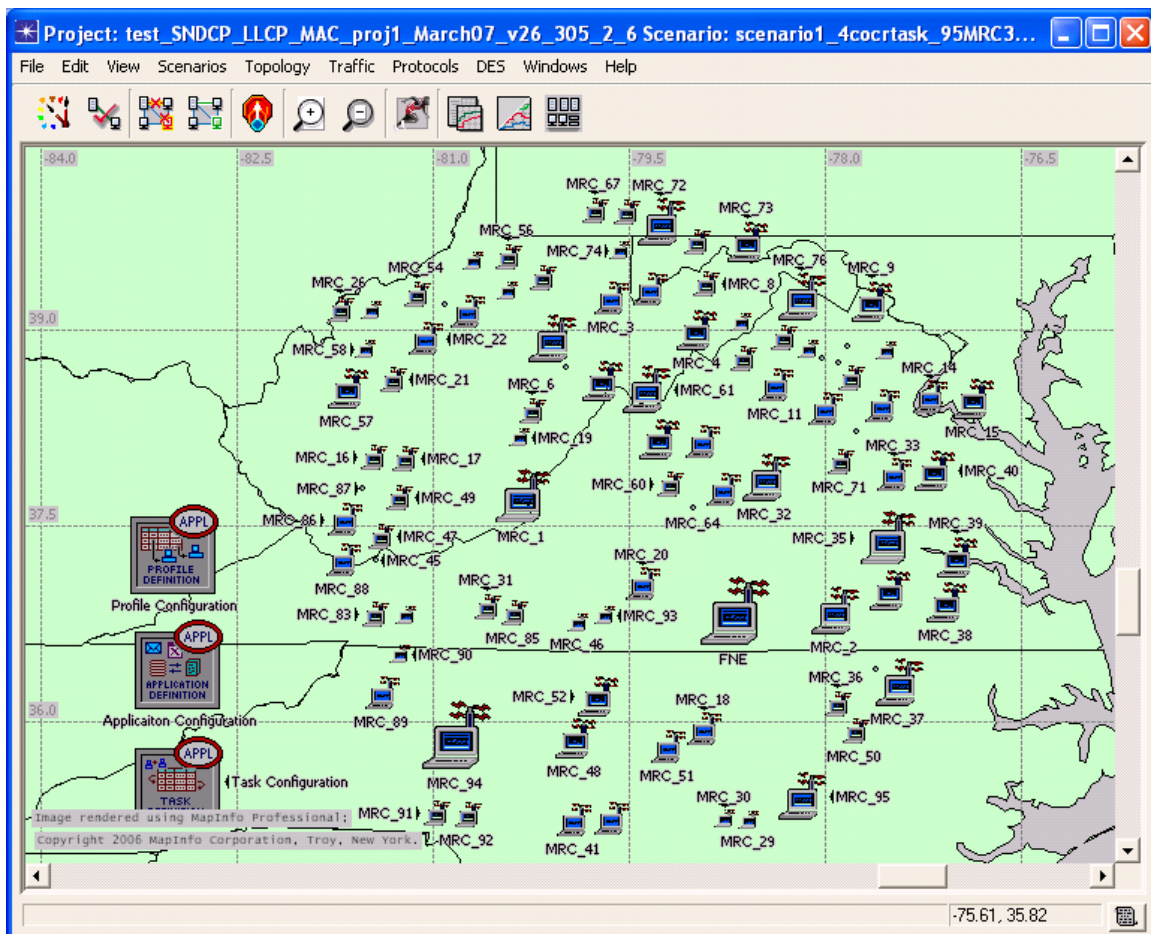 Project: test_SNDCP_LLCP_MAC_proj1_March07_v26_305_2_6 Scenario: scenario1_4cocrtask_95MRC3...
File Edit View Scenarios Topology Traffic Protocols DES Windows Help
-84.0 -82.5 -81.0 -79.5 -78.0 -76.5
MRC_67 MRC_72
MRC_73
MRC_56
MRC_74
MRC_54 MRC_76 MRC_9
MRC_26 MRC_8
39.0 MRC_3
MRC_58 MRC_22
MRC_4 MRC_14
MRC_21 MRC_6 MRC_61
MRC_57 MRC_11
MRC_15
MRC_19 MRC_33
MRC_16 MRC_17
MRC_71 MRC_40
MRC_87 MRC_60
MRC_49
MRC_64 MRC_32
37.5 MRC_86 MRC_39
MRC_47 MRC_1 MRC_35
APPL
PROFILE
DEFINITION
MRC_45 MRC_20
MRC_88
MRC_31
Profile Configuration
MRC_83 MRC_85 MRC_46 MRC_93
MRC_38
APPL
MRC_2
FNE
MRC_90
APPLICATION
DEFINITION
MRC_36
MRC_52
MRC_18
36.0
Applicaiton Configuration
MRC_89 MRC_37
APPL
MRC_50
MRC_48 MRC_51
Task Configuration
MRC_94
TASK
MRC_95
MRC_30
Image rendered using MapInfo Professional;
MRC_91
Copyright 2006 MapInfo Corporation, Troy, New York.
MRC_92 MRC_41 MRC_29
-75.61, 35.82